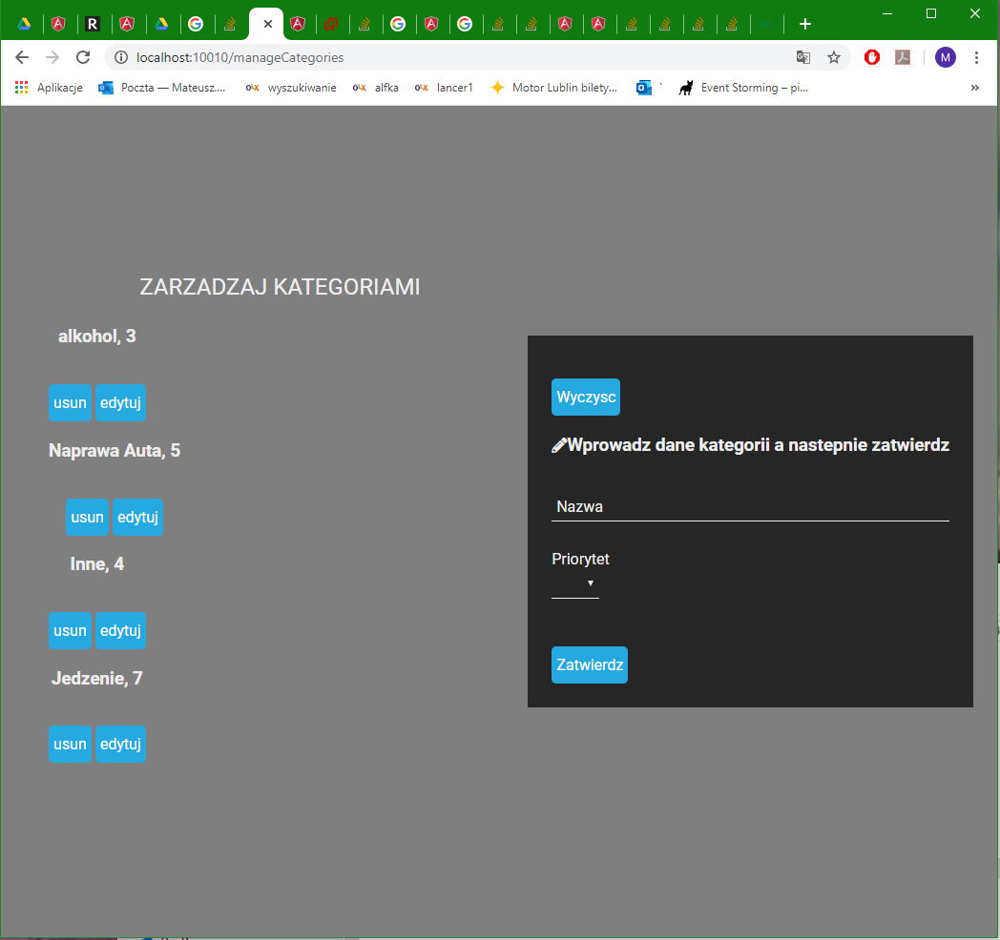 localhost:10010/manageCategories
M
Aplikacje
Poczta — Mateusz....
wyszukiwanie
alfka
lancer1
Motor Lublin bilety...
`
Event Storming – pi...
»
ZARZADZAJ KATEGORIAMI
alkohol, 3
usun edytuj
Naprawa Auta, 5
usun edytuj
Inne, 4
usun edytuj
Jedzenie, 7
usun edytuj
Wyczysc
Wprowadz dane kategorii a nastepnie zatwierdz
Nazwa
Priorytet
Zatwierdz